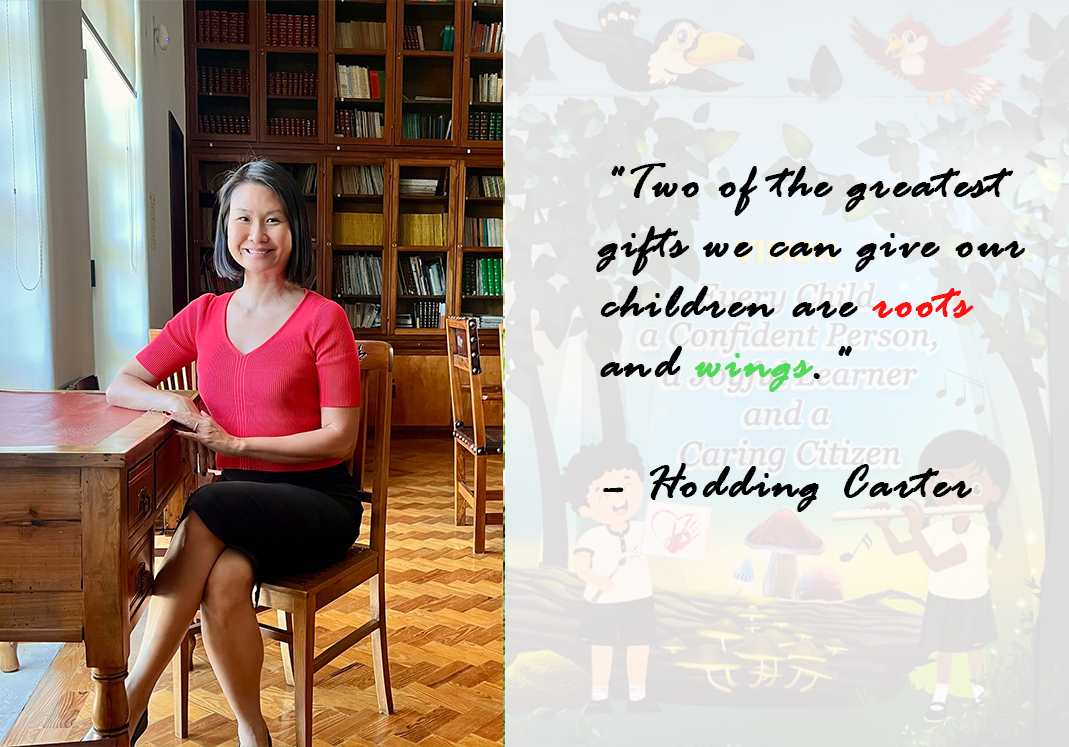 "Two of the greatest
gifts we can give our
children are roots
and wings."
– Hodding Carter
VISION
Every Child
a Confident Person,
a Joyful Learner
and a
Caring Citizen